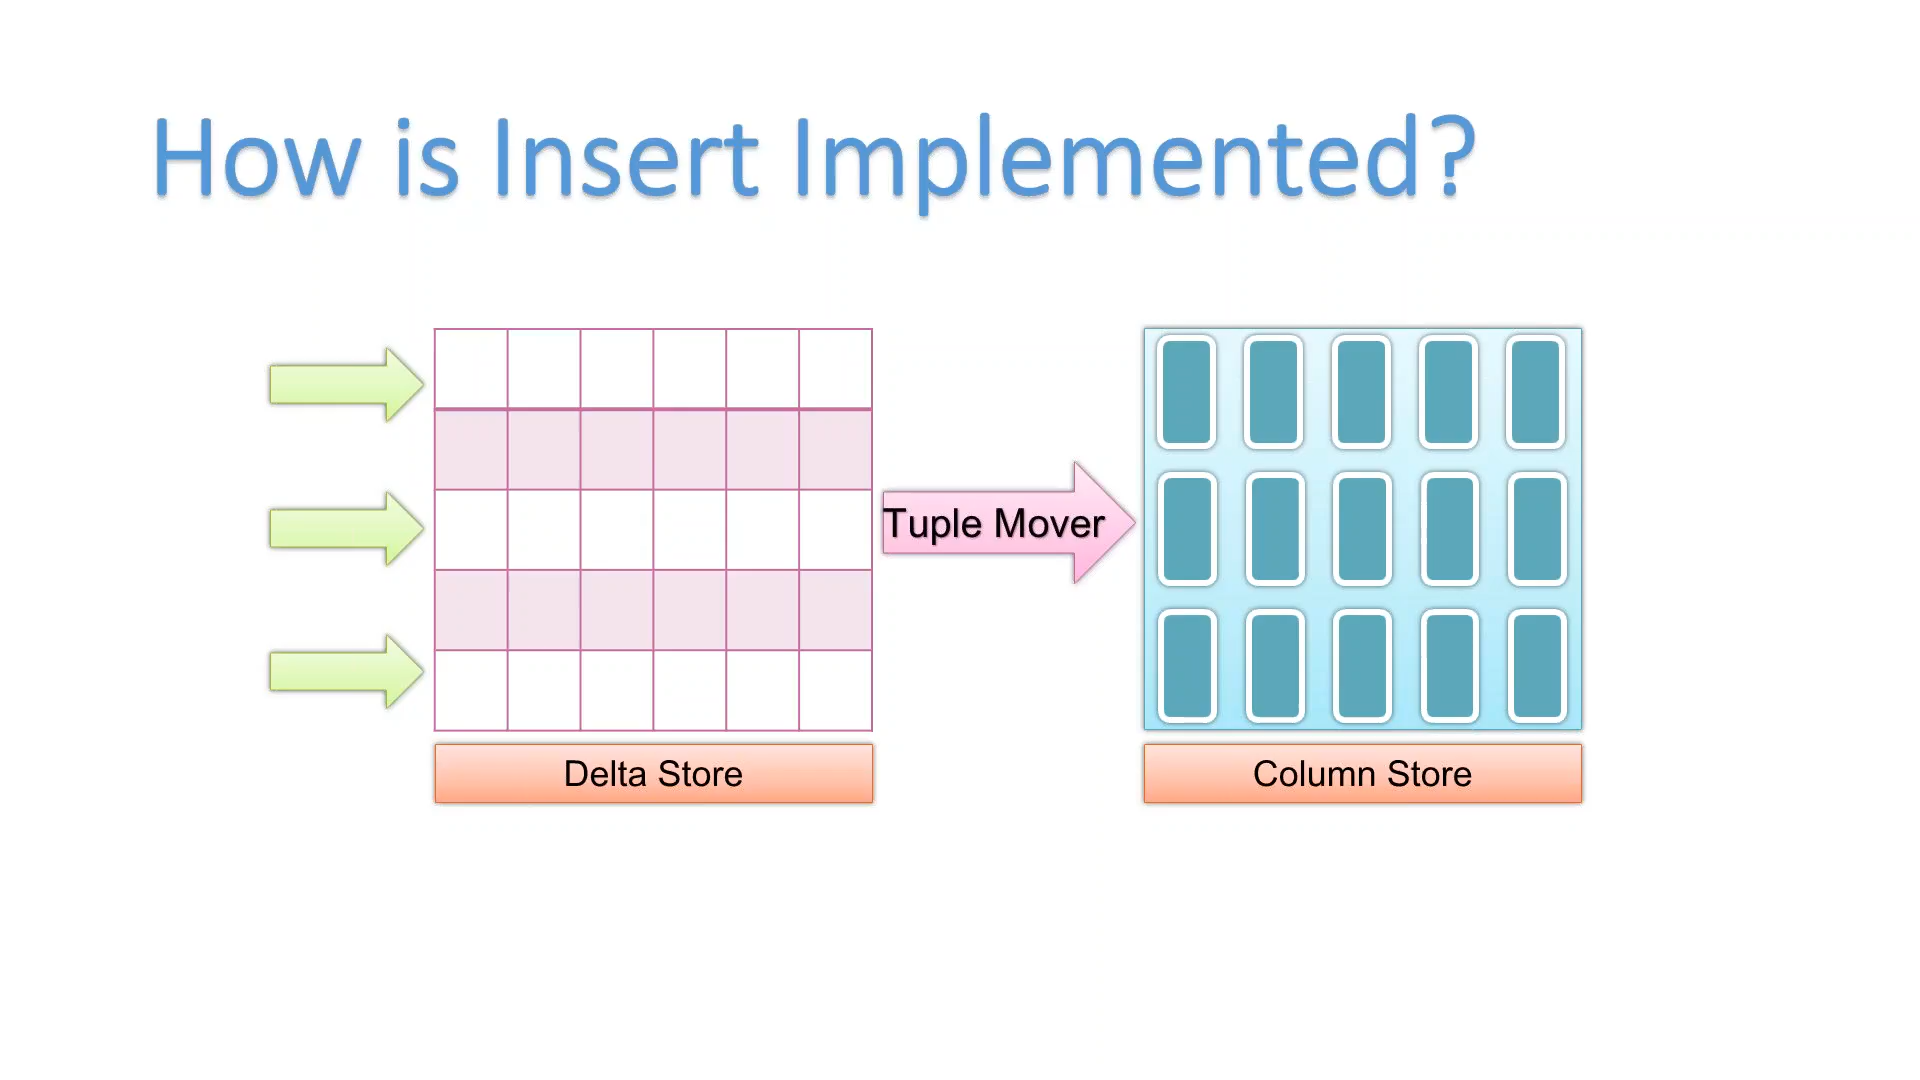 How is Insert Implemented?
Tuple Mover
Delta Store
Column Store